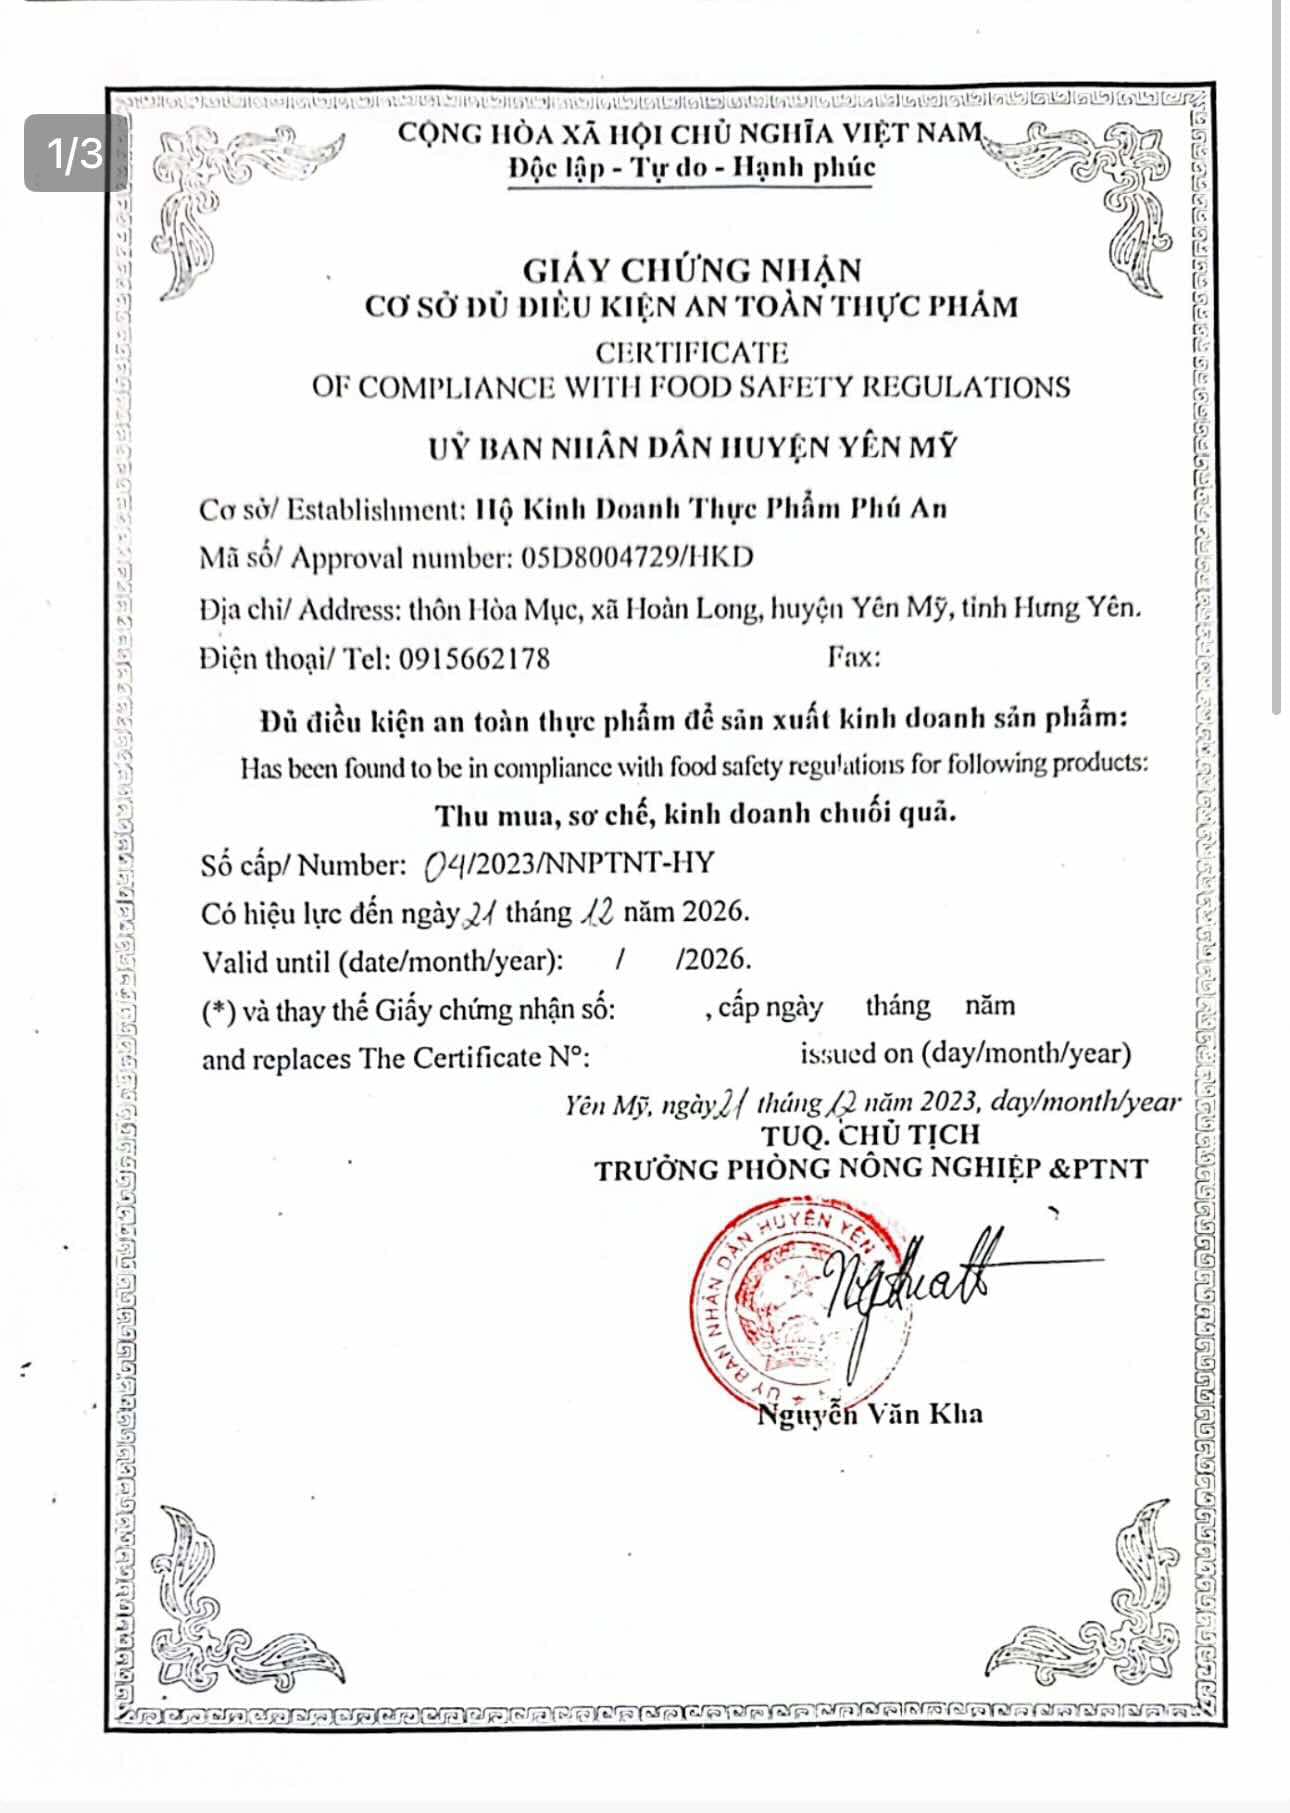 1/3
CỘNG HÒA XÃ HỘI CHỦ NGHĨA VIỆT NAM
Độc lập - Tự do - Hạnh phúc
GIẤY CHỨNG NHẬN
CƠ SỞ ĐỦ ĐIỀU KIỆN AN TOÀN THỰC PHẨM
CERTIFICATE
OF COMPLIANCE WITH FOOD SAFETY REGULATIONS
UỶ BAN NHÂN DÂN HUYỆN YÊN MỸ
Cơ sở/ Establishment: Hộ Kinh Doanh Thực Phẩm Phú An
Mã số/ Approval number: 05D8004729/HKD
Địa chỉ/ Address: thôn Hòa Mục, xã Hoàn Long, huyện Yên Mỹ, tỉnh Hưng Yên.
Điện thoại/ Tel: 0915662178 Fax:
Đủ điều kiện an toàn thực phẩm để sản xuất kinh doanh sản phẩm:
Has been found to be in compliance with food safety regulations for following products:
Thu mua, sơ chế, kinh doanh chuối quả.
Số cấp/ Number: 04/2023/NNPTNT-HY
Có hiệu lực đến ngày 21 tháng 12 năm 2026.
Valid until (date/month/year): / /2026.
(*) và thay thế Giấy chứng nhận số: , cấp ngày tháng năm
and replaces The Certificate N°: issued on (day/month/year)
Yên Mỹ, ngày 21 tháng 12 năm 2023, day/month/year
TUQ. CHỦ TỊCH
TRƯỞNG PHÒNG NÔNG NGHIỆP &PTNT
UỶ BAN NHÂN DÂN HUYỆN YÊN
Nguyễn Văn Kha